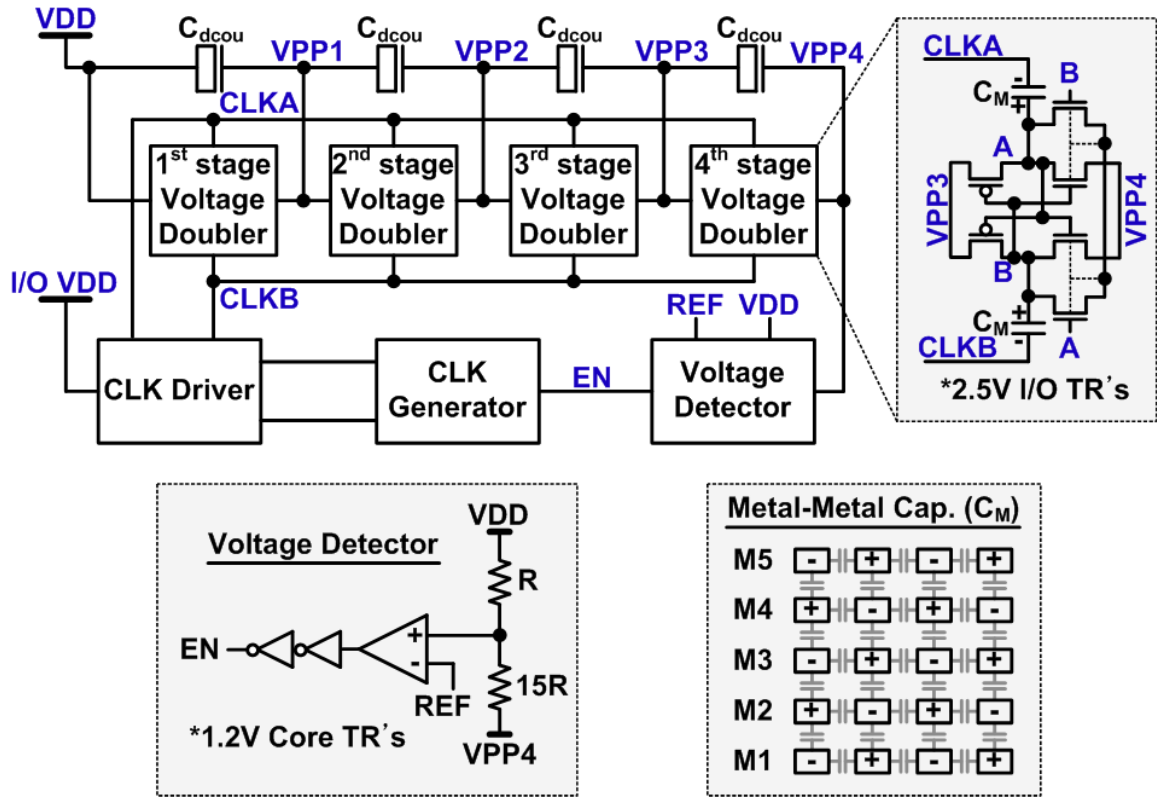 VDD
Cdcou
VPP1
Cdcou
VPP2
Cdcou
VPP3
Cdcou
VPP4
CLKA
1st stage
Voltage
Doubler
2nd stage
Voltage
Doubler
3rd stage
Voltage
Doubler
4th stage
Voltage
Doubler
I/O VDD
CLKB
REF
VDD
CLK Driver
CLK
Generator
EN
Voltage
Detector
CLKA
-
CM
+
B
A
VPP3
VPP4
B
+
CM
-
CLKB
A
*2.5V I/O TR's
Voltage Detector
VDD
R
EN
+
-
REF
15R
*1.2V Core TR's
VPP4
Metal-Metal Cap. (CM)
M5 - + - +
M4 + - + -
M3 - + - +
M2 + - + -
M1 - + - +